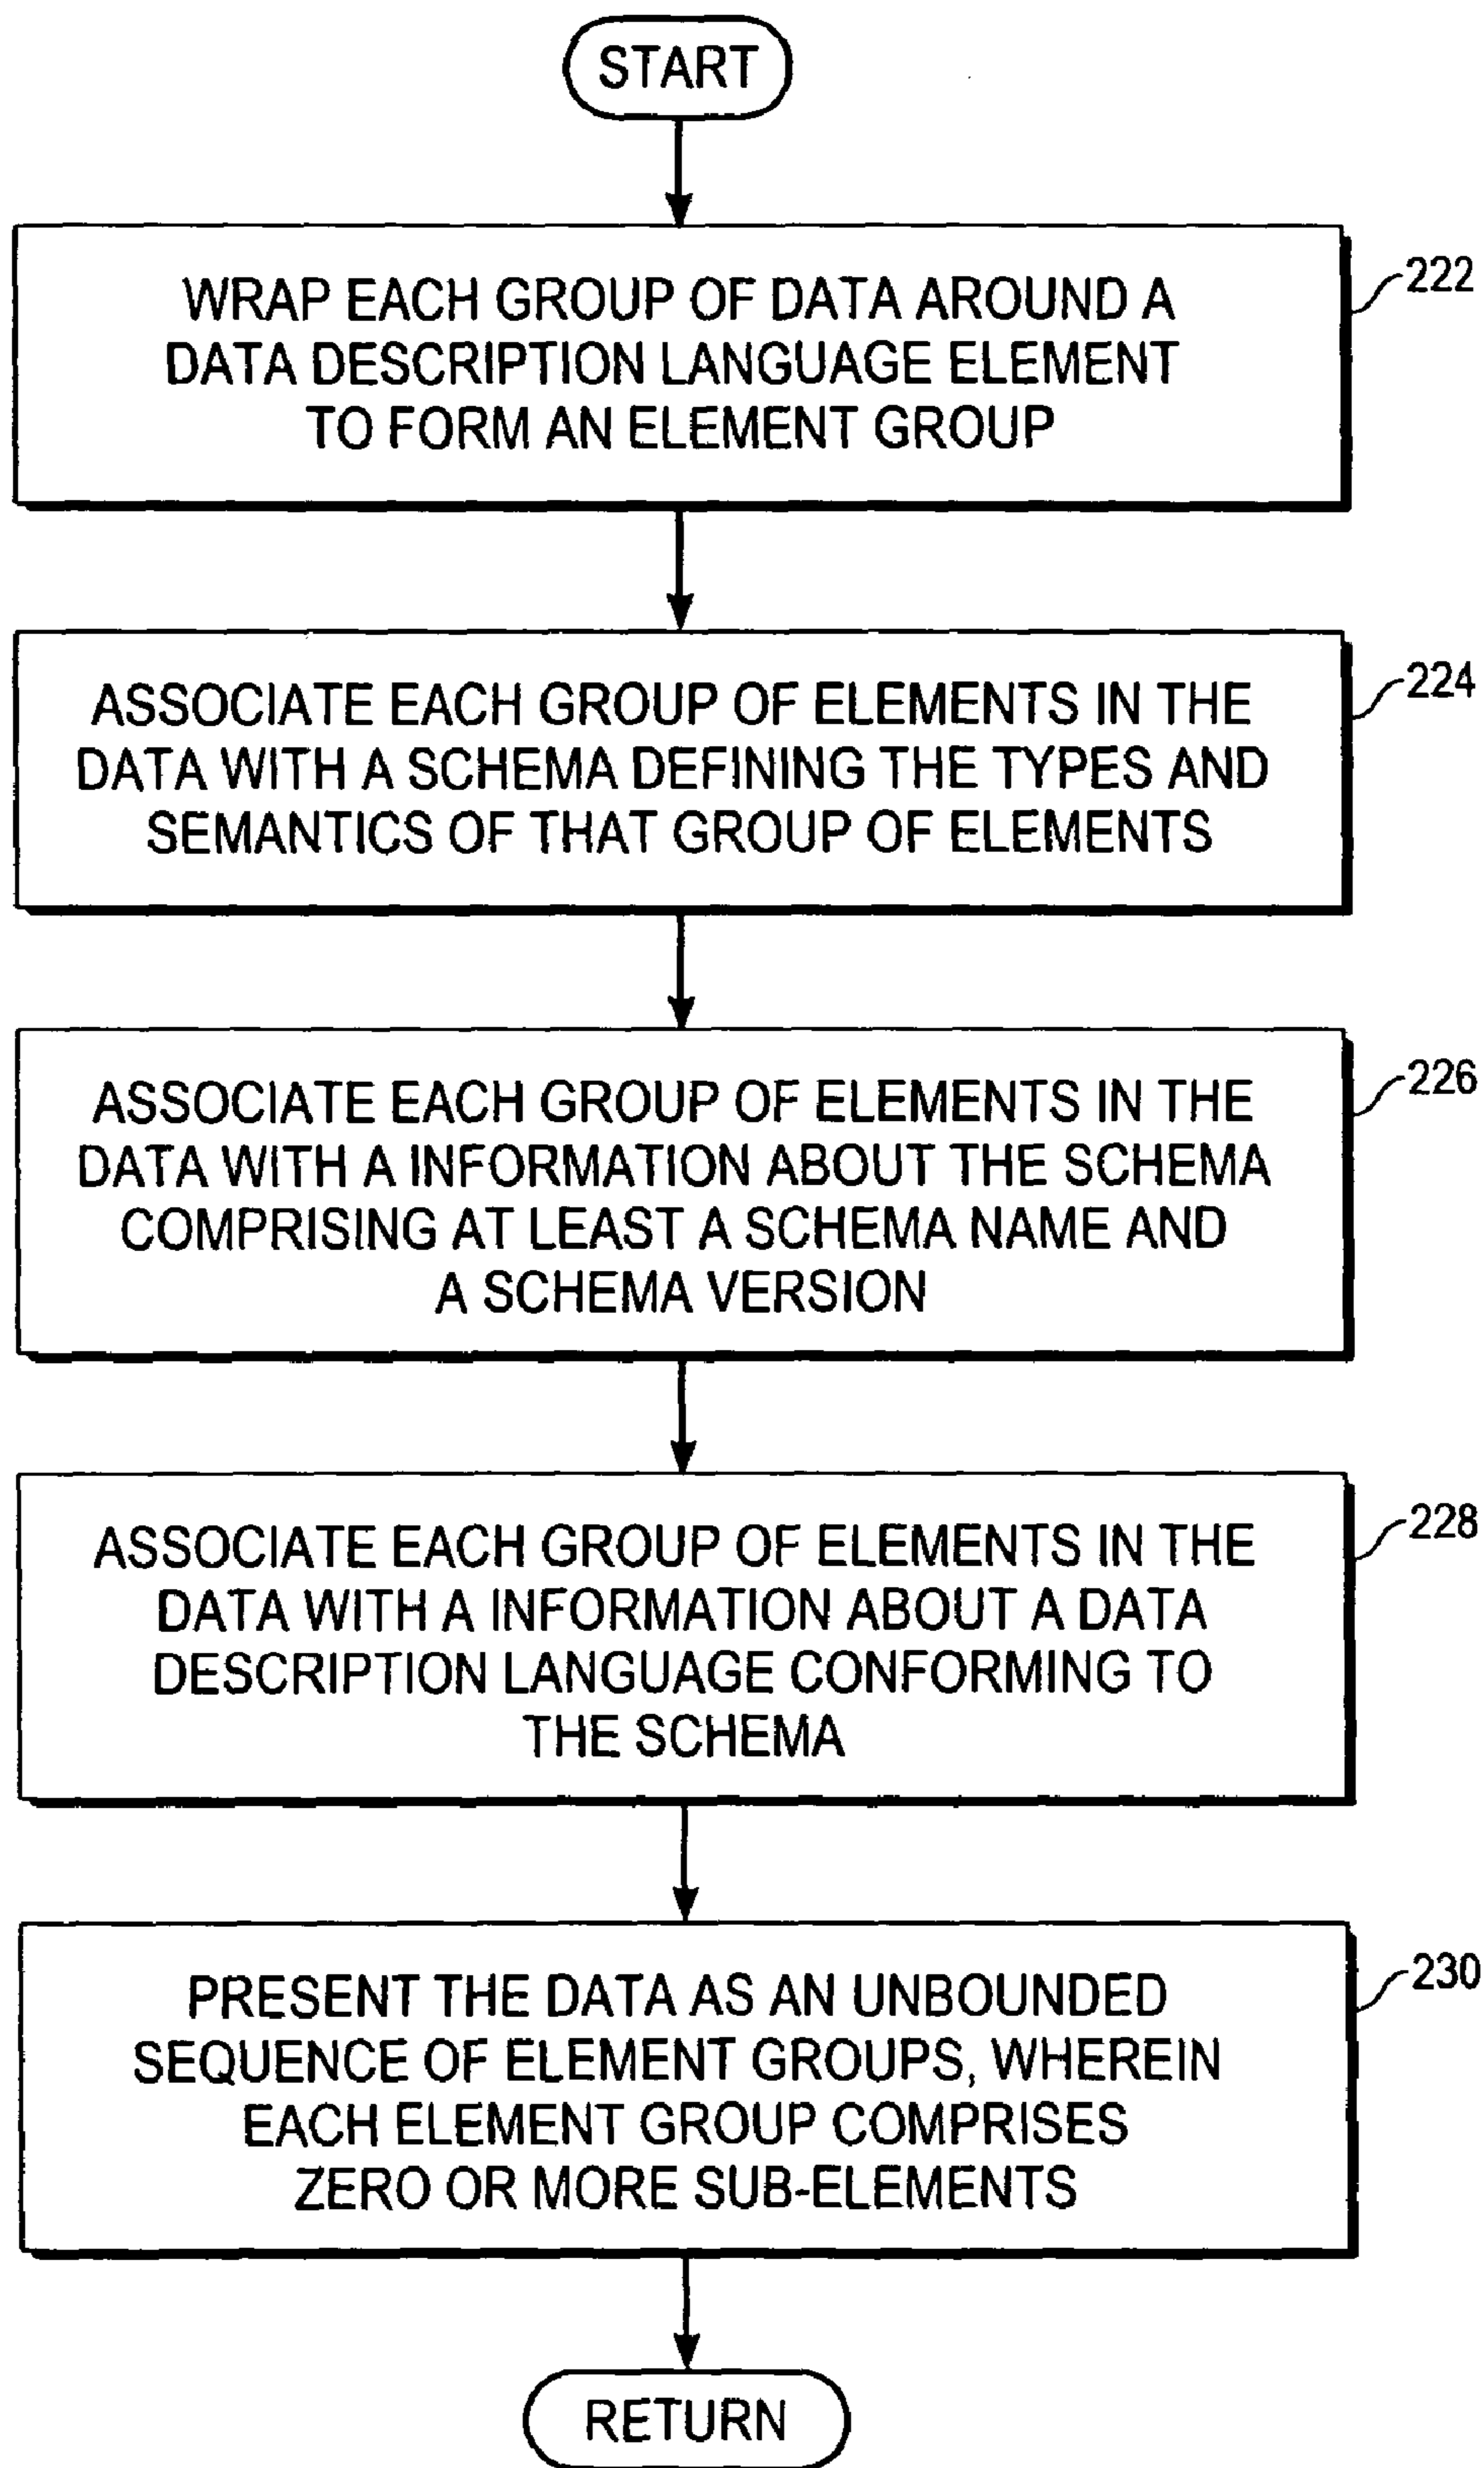 START
WRAP EACH GROUP OF DATA AROUND A
DATA DESCRIPTION LANGUAGE ELEMENT
TO FORM AN ELEMENT GROUP
222
ASSOCIATE EACH GROUP OF ELEMENTS IN THE
DATA WITH A SCHEMA DEFINING THE TYPES AND
SEMANTICS OF THAT GROUP OF ELEMENTS
224
ASSOCIATE EACH GROUP OF ELEMENTS IN THE
DATA WITH A INFORMATION ABOUT THE SCHEMA
COMPRISING AT LEAST A SCHEMA NAME AND
A SCHEMA VERSION
226
ASSOCIATE EACH GROUP OF ELEMENTS IN THE
DATA WITH A INFORMATION ABOUT A DATA
DESCRIPTION LANGUAGE CONFORMING TO
THE SCHEMA
228
PRESENT THE DATA AS AN UNBOUNDED
SEQUENCE OF ELEMENT GROUPS, WHEREIN
EACH ELEMENT GROUP COMPRISES
ZERO OR MORE SUB-ELEMENTS
230
RETURN